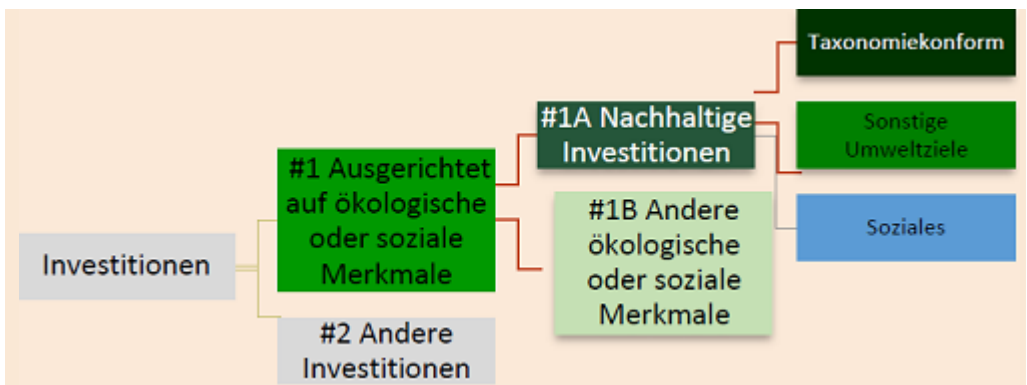 Taxonomiekonform
#1A Nachhaltige
Investitionen
Sonstige
Umweltziele
#1 Ausgerichtet
auf ökologische
oder soziale
Merkmale
#1B Andere
ökologische
oder soziale
Merkmale
Soziales
Investitionen
#2 Andere
Investitionen